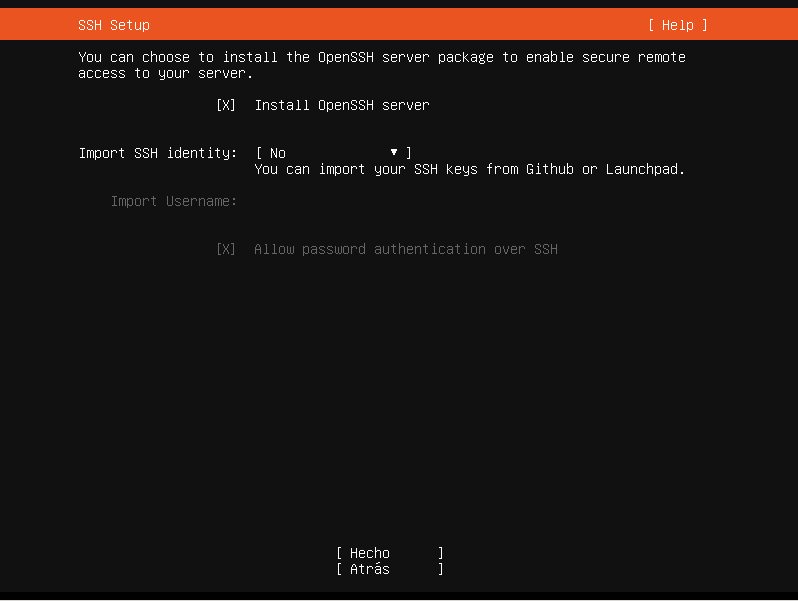 SSH Setup [ Help ]
You can choose to install the OpenSSH server package to enable secure remote
access to your server.
[X] Install OpenSSH server
Import SSH identity: [ No ▾ ]
You can import your SSH keys from Github or Launchpad.
Import Username:
[X] Allow password authentication over SSH
[ Hecho ]
[ Atrás ]